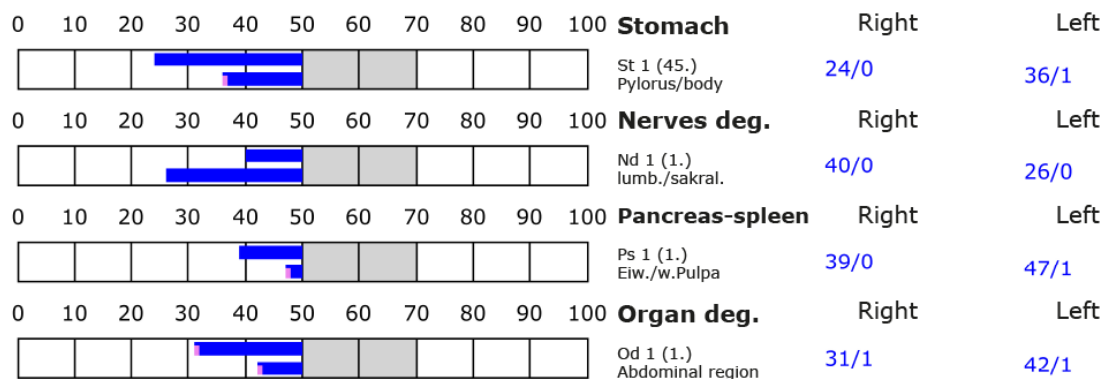 0 10 20 30 40 50 60 70 80 90 100 Stomach Right Left
St 1 (45.) 24/0 36/1
Pylorus/body
0 10 20 30 40 50 60 70 80 90 100 Nerves deg. Right Left
Nd 1 (1.) 40/0 26/0
lumb./sakral.
0 10 20 30 40 50 60 70 80 90 100 Pancreas-spleen Right Left
Ps 1 (1.) 39/0 47/1
Eiw./w.Pulpa
0 10 20 30 40 50 60 70 80 90 100 Organ deg. Right Left
Od 1 (1.) 31/1 42/1
Abdominal region